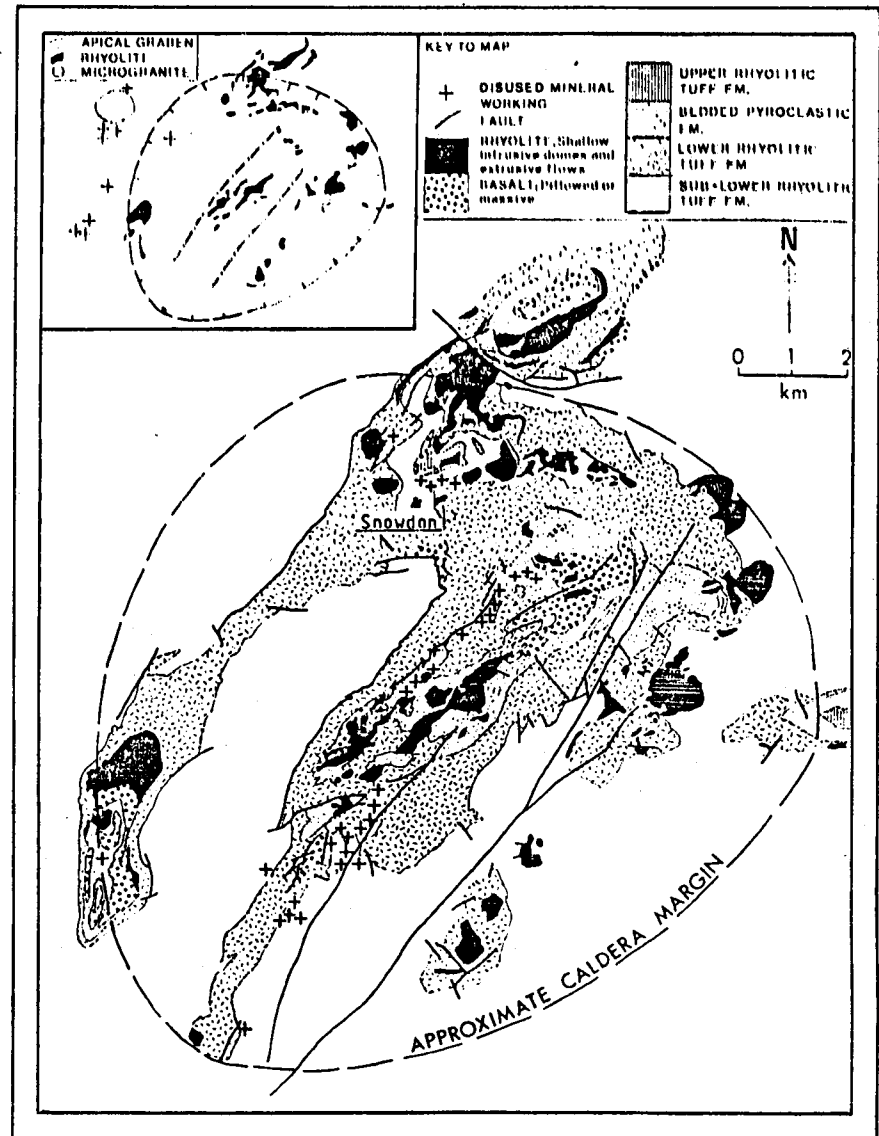 APICAL GRABEN
RHYOLITE
MICROGRANITE
KEY TO MAP
DISUSED MINERAL
WORKING
FAULT
RHYOLITE, Shallow
intrusive domes and
extrusive flows
BASALT, Pillowed or
massive
UPPER RHYOLITIC
TUFF FM.
BEDDED PYROCLASTIC
FM.
LOWER RHYOLITIC
TUFF FM
SUB-LOWER RHYOLITIC
TUFF FM.
N
0 1 2
km
Snowdon
APPROXIMATE CALDERA MARGIN